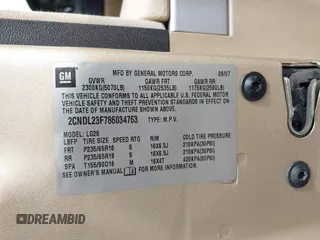 GM
MFD BY GENERAL MOTORS CORP. 09/07
GVWR GAWR FRT GAWR RR
2300KG(5070LB) 1150KG(2535LB) 1175KG(2590LB)
THIS VEHICLE CONFORMS TO ALL APPLICABLE U.S. FEDERAL
MOTOR VEHICLE SAFETY, BUMPER, AND THEFT PREVENTION
STANDARDS IN EFFECT ON THE DATE
OF MANUFACTURE SHOWN ABOVE.
2CNDL23F786034763 TYPE: M.P.V.
MODEL: LG26
LBFP TIRE SIZE SPEED RTG RIM COLD TIRE PRESSURE
FRT P235/65R16 S 16X6.5J 210KPA(30PSI)
RR P235/65R16 S 16X6.5J 210KPA(30PSI)
SPA T155/90D16 M 16X4T 420KPA(60PSI)
SEE OWNER'S MANUAL
DREAMBID